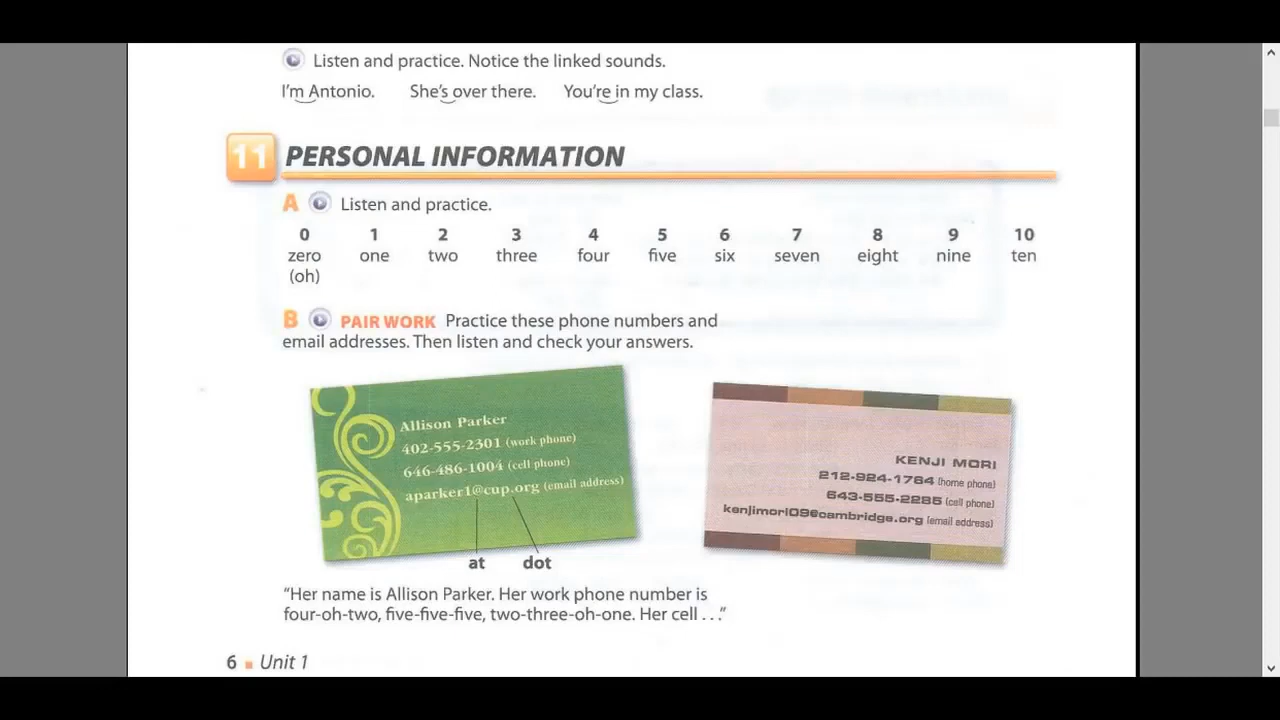 Listen and practice. Notice the linked sounds.
I'm Antonio. She's over there. You're in my class.
11 PERSONAL INFORMATION
A Listen and practice.
0 1 2 3 4 5 6 7 8 9 10
zero one two three four five six seven eight nine ten
(oh)
B PAIR WORK Practice these phone numbers and
email addresses. Then listen and check your answers.
Allison Parker
402-555-2301 (work phone)
646-486-1004 (cell phone)
aparker1@cup.org (email address)
at dot
KENJI MORI
212-924-1764 (home phone)
643-555-2285 (cell phone)
kenjimori09@cambridge.org (email address)
"Her name is Allison Parker. Her work phone number is
four-oh-two, five-five-five, two-three-oh-one. Her cell . . ."
6 Unit 1